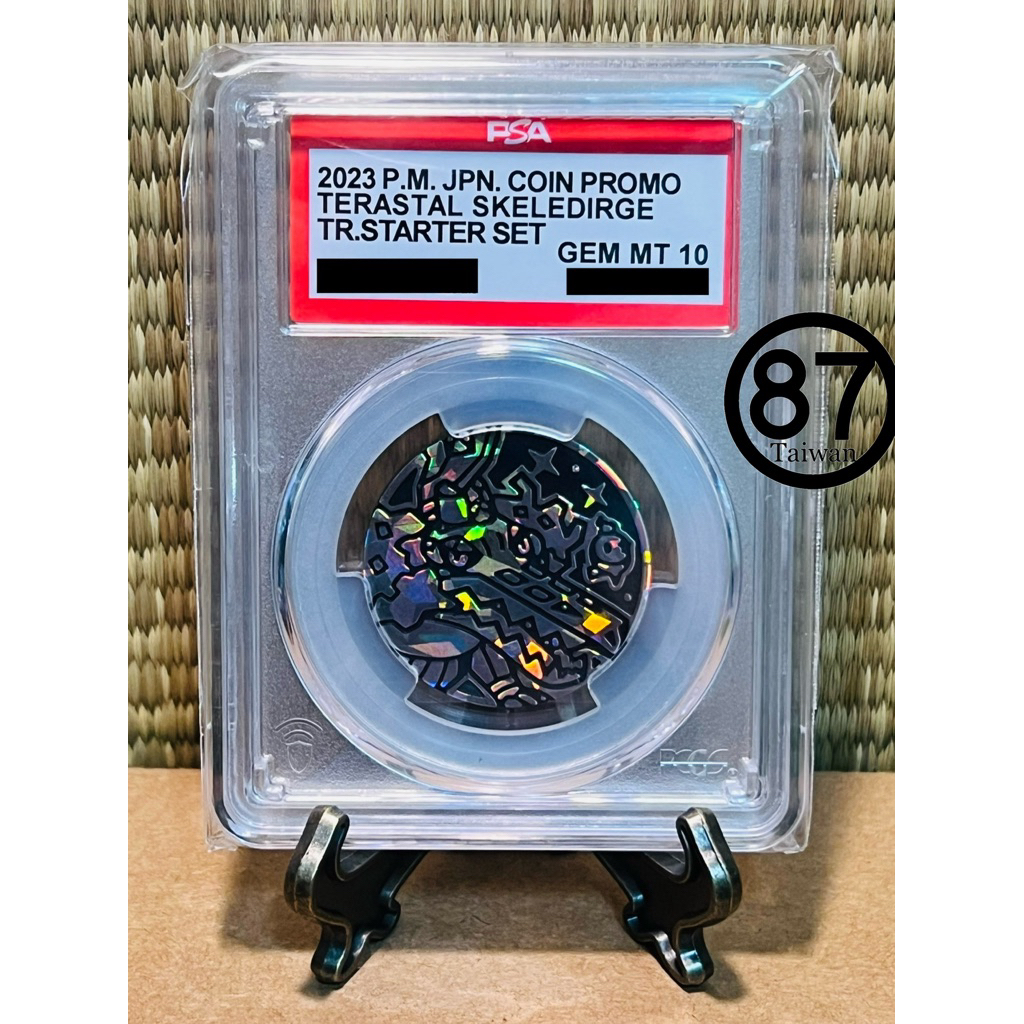 PSA
2023 P.M. JPN. COIN PROMO
TERASTAL SKELEDIRGE
TR.STARTER SET
GEM MT 10
87
Taiwan
PCGS